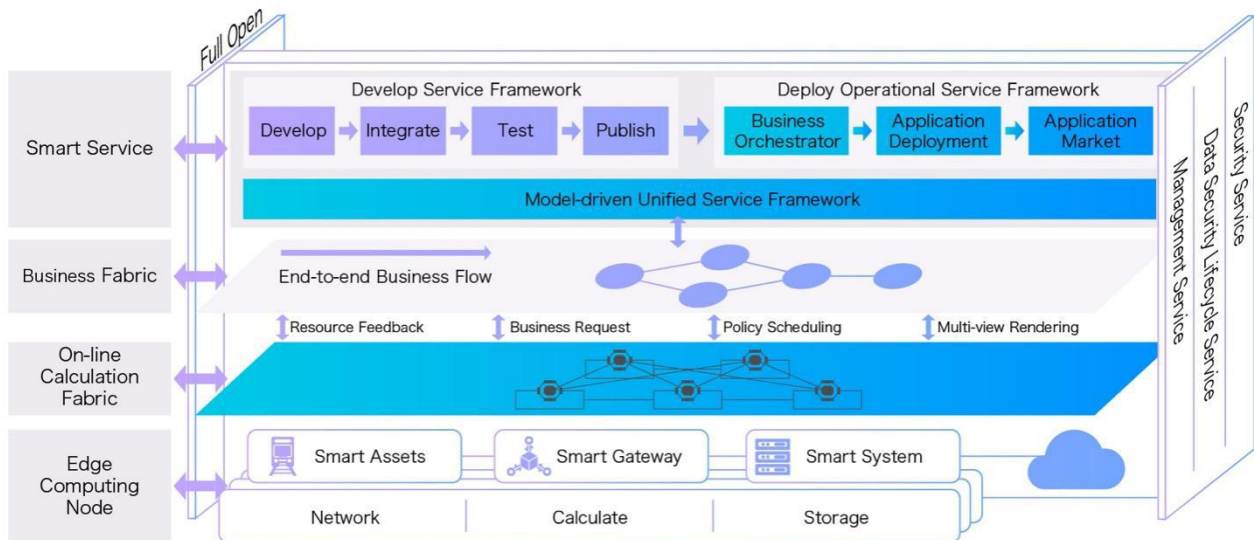 Full Open
Smart Service
Develop Service Framework
Develop
Integrate
Test
Publish
Deploy Operational Service Framework
Business
Orchestrator
Application
Deployment
Application
Market
Model-driven Unified Service Framework
Business Fabric
End-to-end Business Flow
Resource Feedback
Business Request
Policy Scheduling
Multi-view Rendering
On-line
Calculation
Fabric
Edge
Computing
Node
Smart Assets
Smart Gateway
Smart System
Network
Calculate
Storage
Management Service
Data Security Lifecycle Service
Security Service